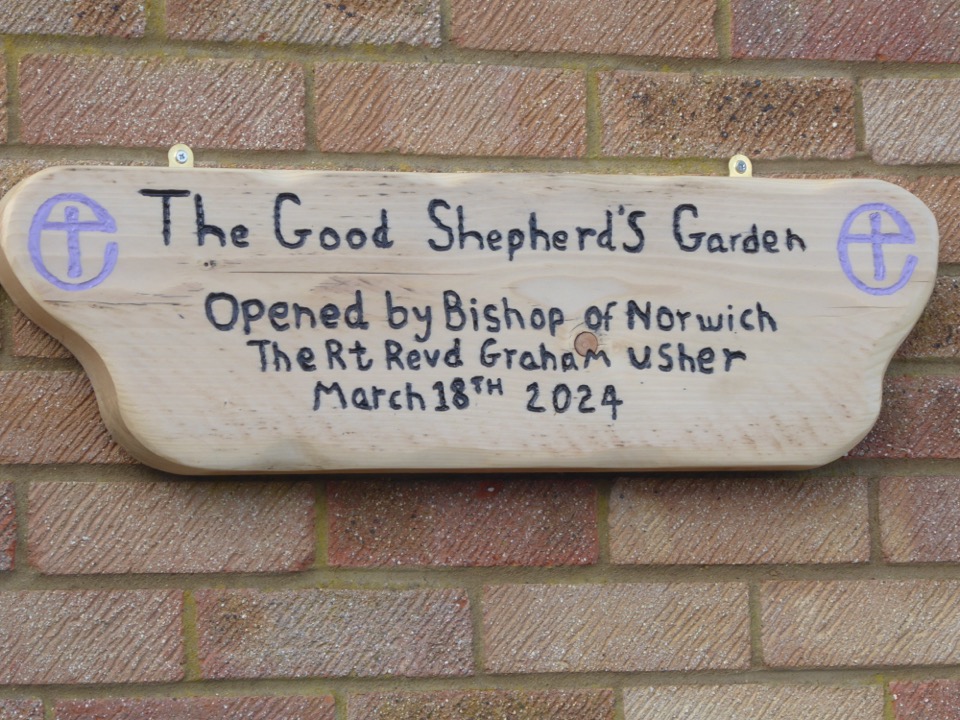 The Good Shepherd's Garden
Opened by Bishop of Norwich
The Rt Revd Graham Usher
March 18TH 2024